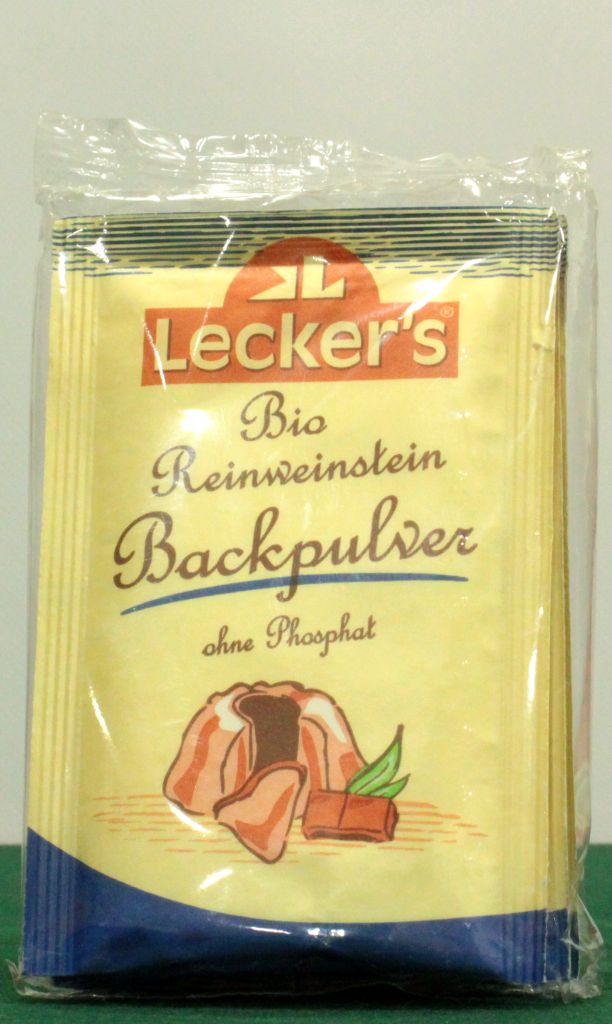 L
Lecker's®
Bio
Reinweinstein
Backpulver
ohne Phosphat